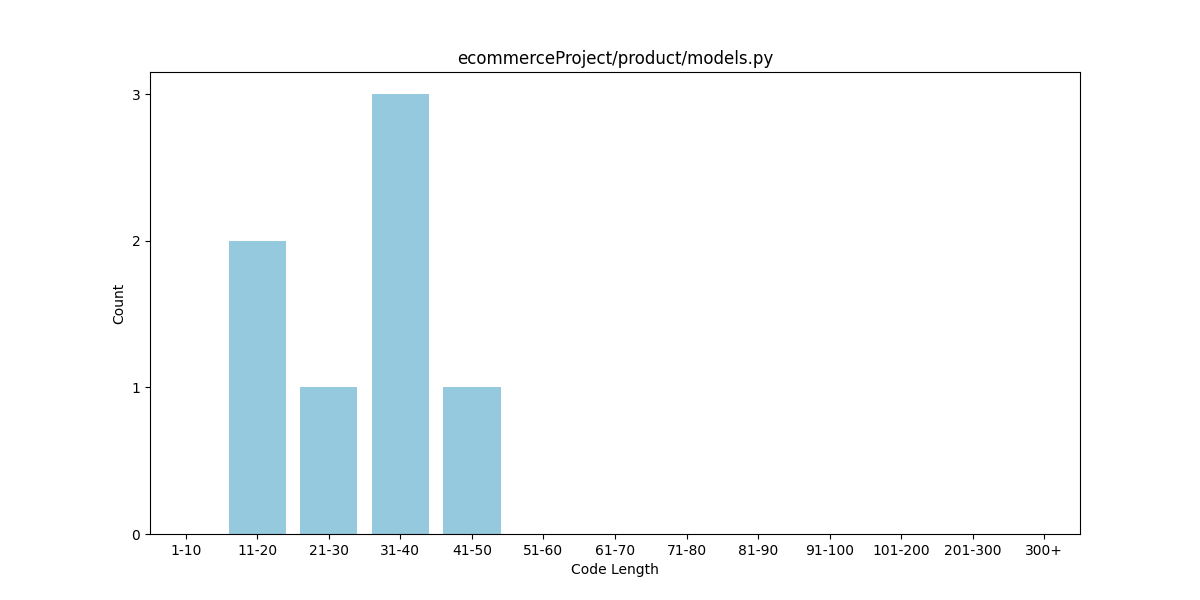 ecommerceProject/product/models.py
3
2
1
0
Count
1-10 11-20 21-30 31-40 41-50 51-60 61-70 71-80 81-90 91-100 101-200 201-300 300+
Code Length